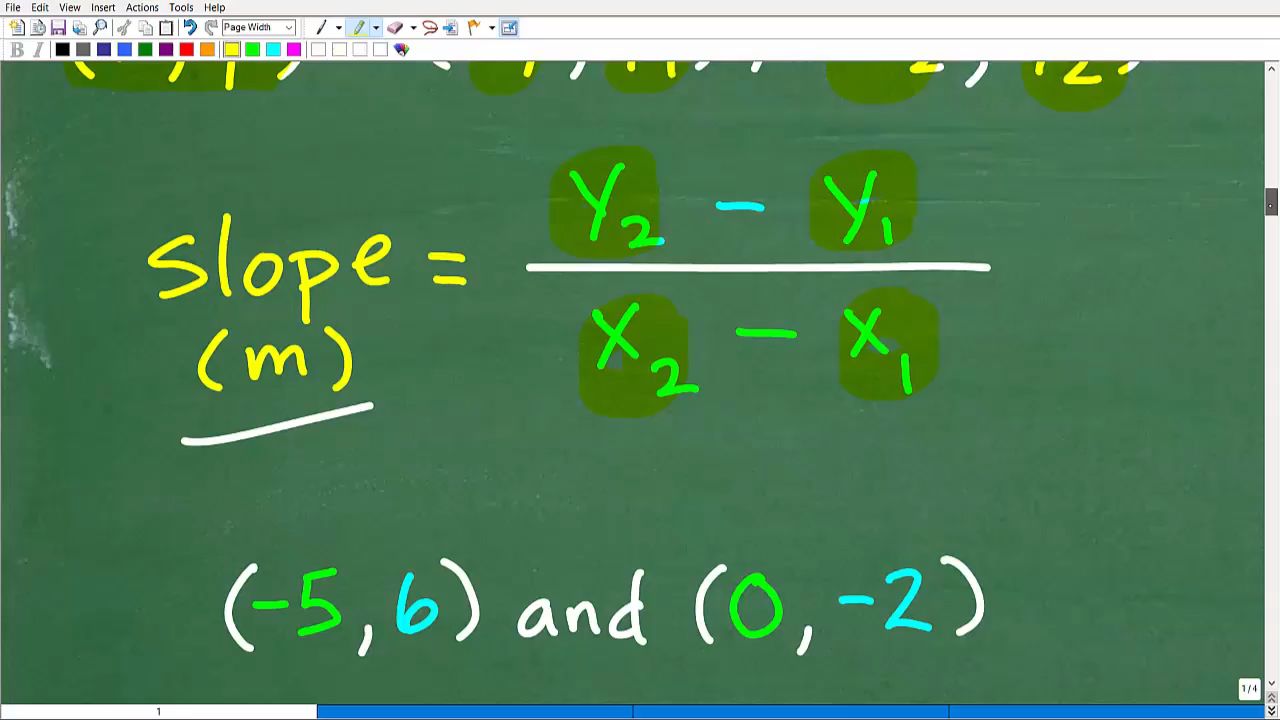 File Edit View Insert Actions Tools Help
Page Width
B I
slope = y₂ - y₁
(m) x₂ - x₁
(-5, 6) and (0, -2)
1/4
1